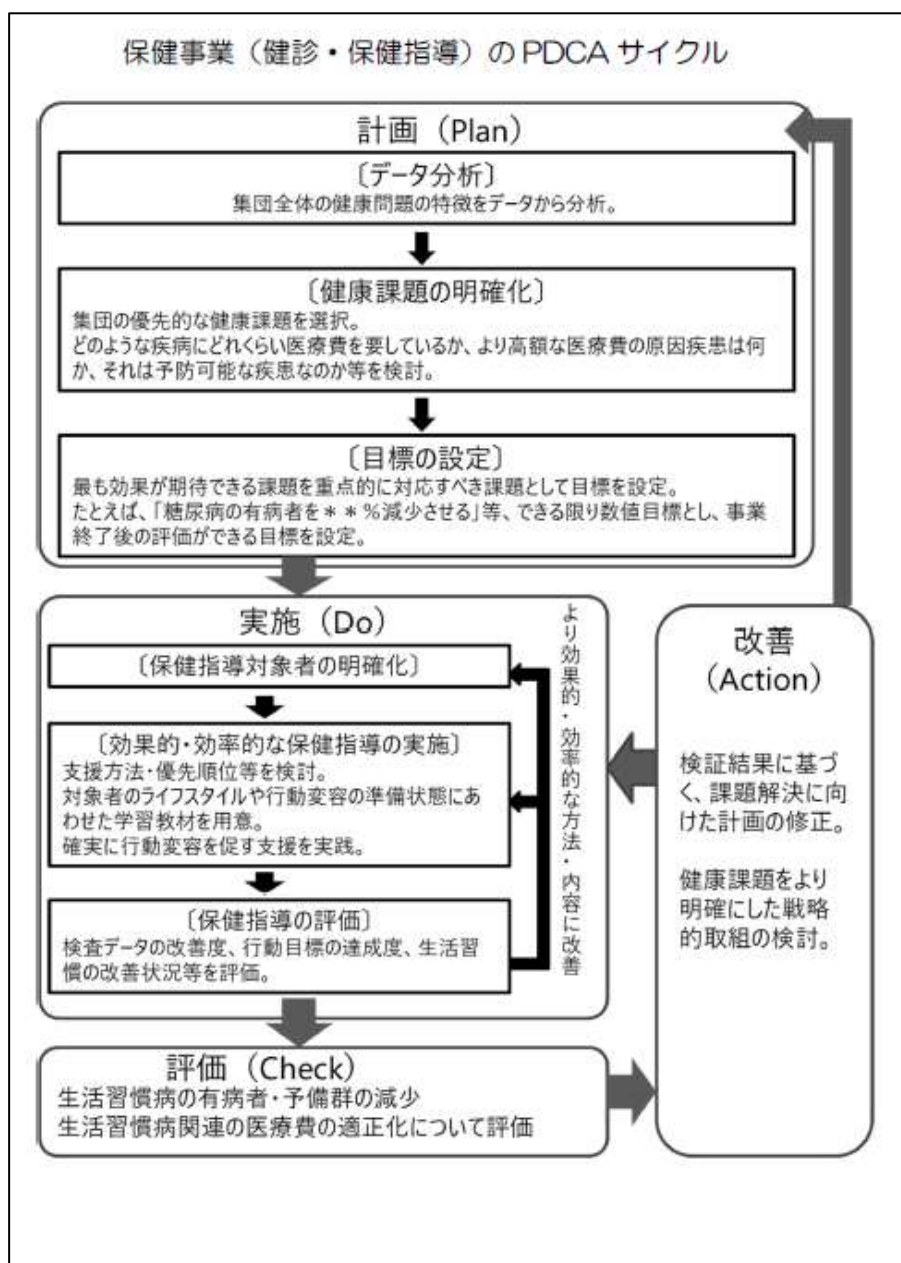 保健事業（健診・保健指導）のPDCAサイクル
計画（Plan）
〔データ分析〕
集団全体の健康問題の特徴をデータから分析。
〔健康課題の明確化〕
集団の優先的な健康課題を選択。
どのような疾病にどれくらい医療費を要しているか、より高額な医療費の原因疾患は何
か、それは予防可能な疾患なのか等を検討。
〔目標の設定〕
最も効果が期待できる課題を重点的に対応すべき課題として目標を設定。
たとえば、「糖尿病の有病者を＊＊％減少させる」等、できる限り数値目標とし、事業
終了後の評価ができる目標を設定。
実施（Do）
〔保健指導対象者の明確化〕
〔効果的・効率的な保健指導の実施〕
支援方法・優先順位等を検討。
対象者のライフスタイルや行動変容の準備状態にあ
わせた学習教材を用意。
確実に行動変容を促す支援を実践。
〔保健指導の評価〕
検査データの改善度、行動目標の達成度、生活習
慣の改善状況等を評価。
より効果的・効率的な方法・内容に改善
評価（Check）
生活習慣病の有病者・予備群の減少
生活習慣病関連の医療費の適正化について評価
改善
（Action）
検証結果に基づ
く、課題解決に向
けた計画の修正。
健康課題をより
明確にした戦略
的取組の検討。